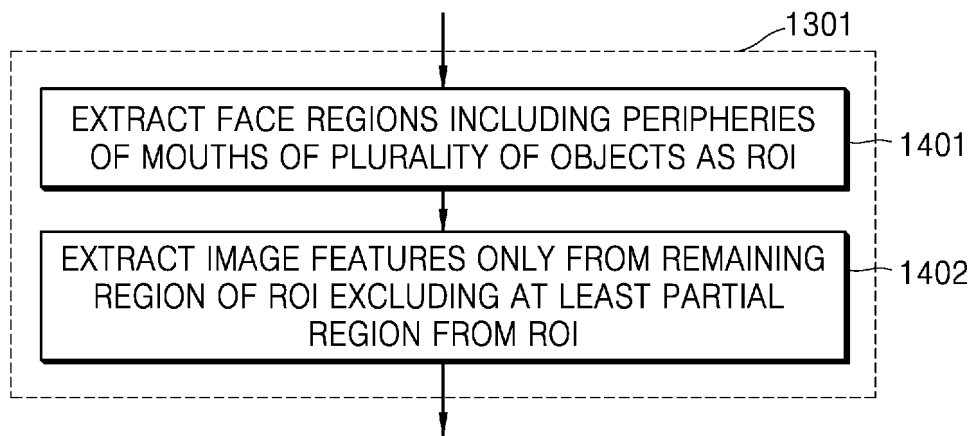 1301
EXTRACT FACE REGIONS INCLUDING PERIPHERIES
OF MOUTHS OF PLURALITY OF OBJECTS AS ROI
1401
EXTRACT IMAGE FEATURES ONLY FROM REMAINING
REGION OF ROI EXCLUDING AT LEAST PARTIAL
REGION FROM ROI
1402